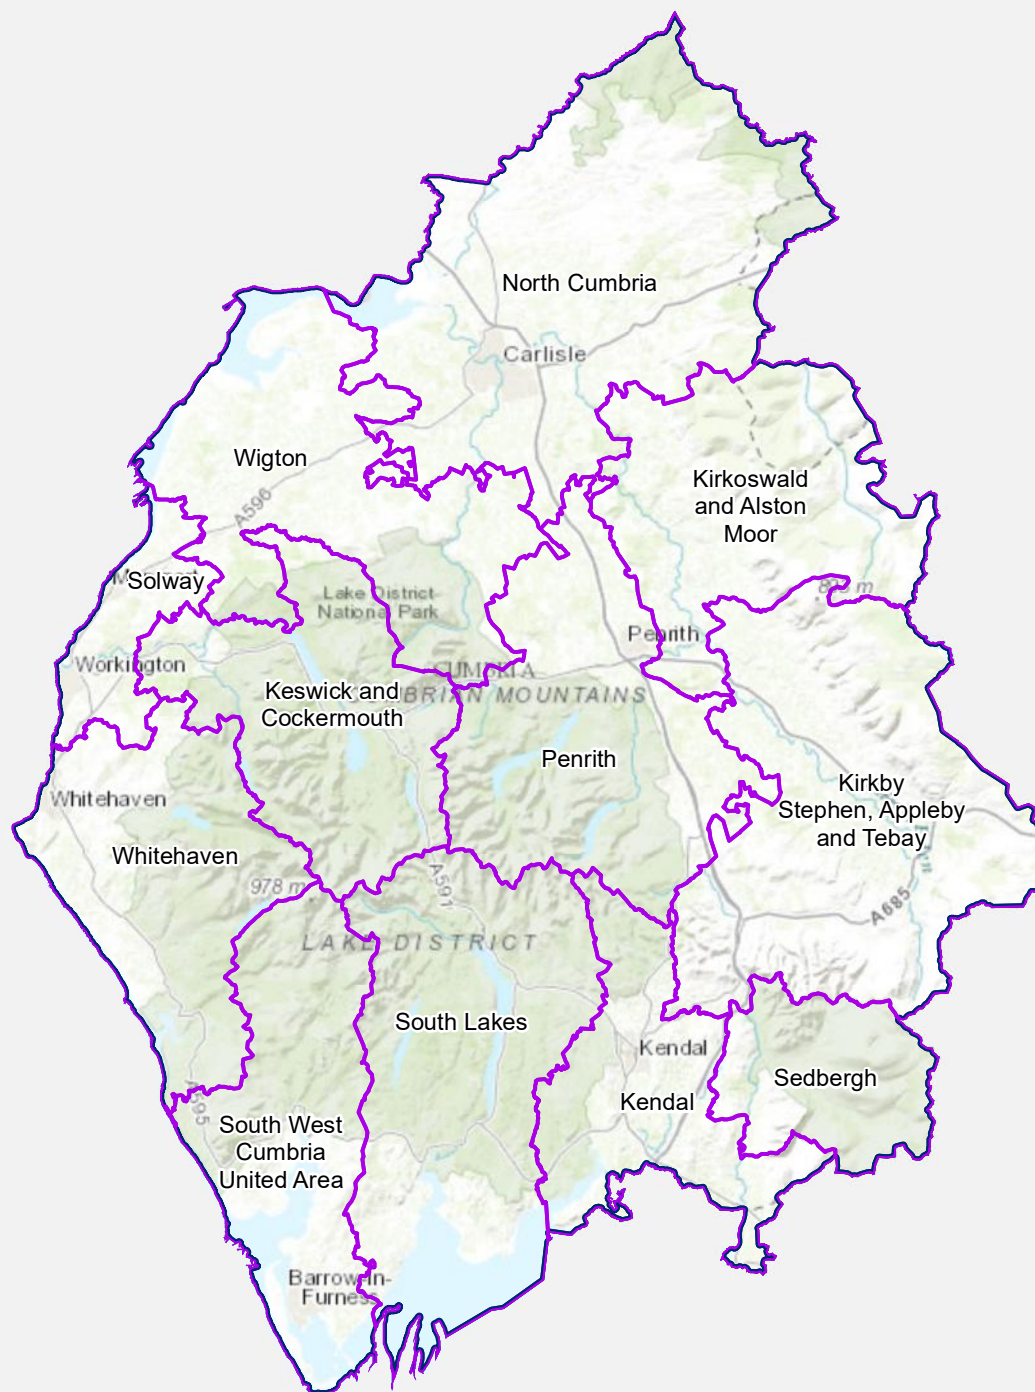 North Cumbria
Carlisle
Wigton
Kirkoswald
and Alston
Moor
A596
Solway
893 m
Lake District
National Park
Penrith
Workington
CUMBRIA
CUMBRIAN MOUNTAINS
Keswick and
Cockermouth
Penrith
Whitehaven
Kirkby
Stephen, Appleby
and Tebay
Whitehaven
A591
978 m
A685
LAKE DISTRICT
South Lakes
Kendal
Sedbergh
Kendal
A595
South West
Cumbria
United Area
Barrow-in-
Furness